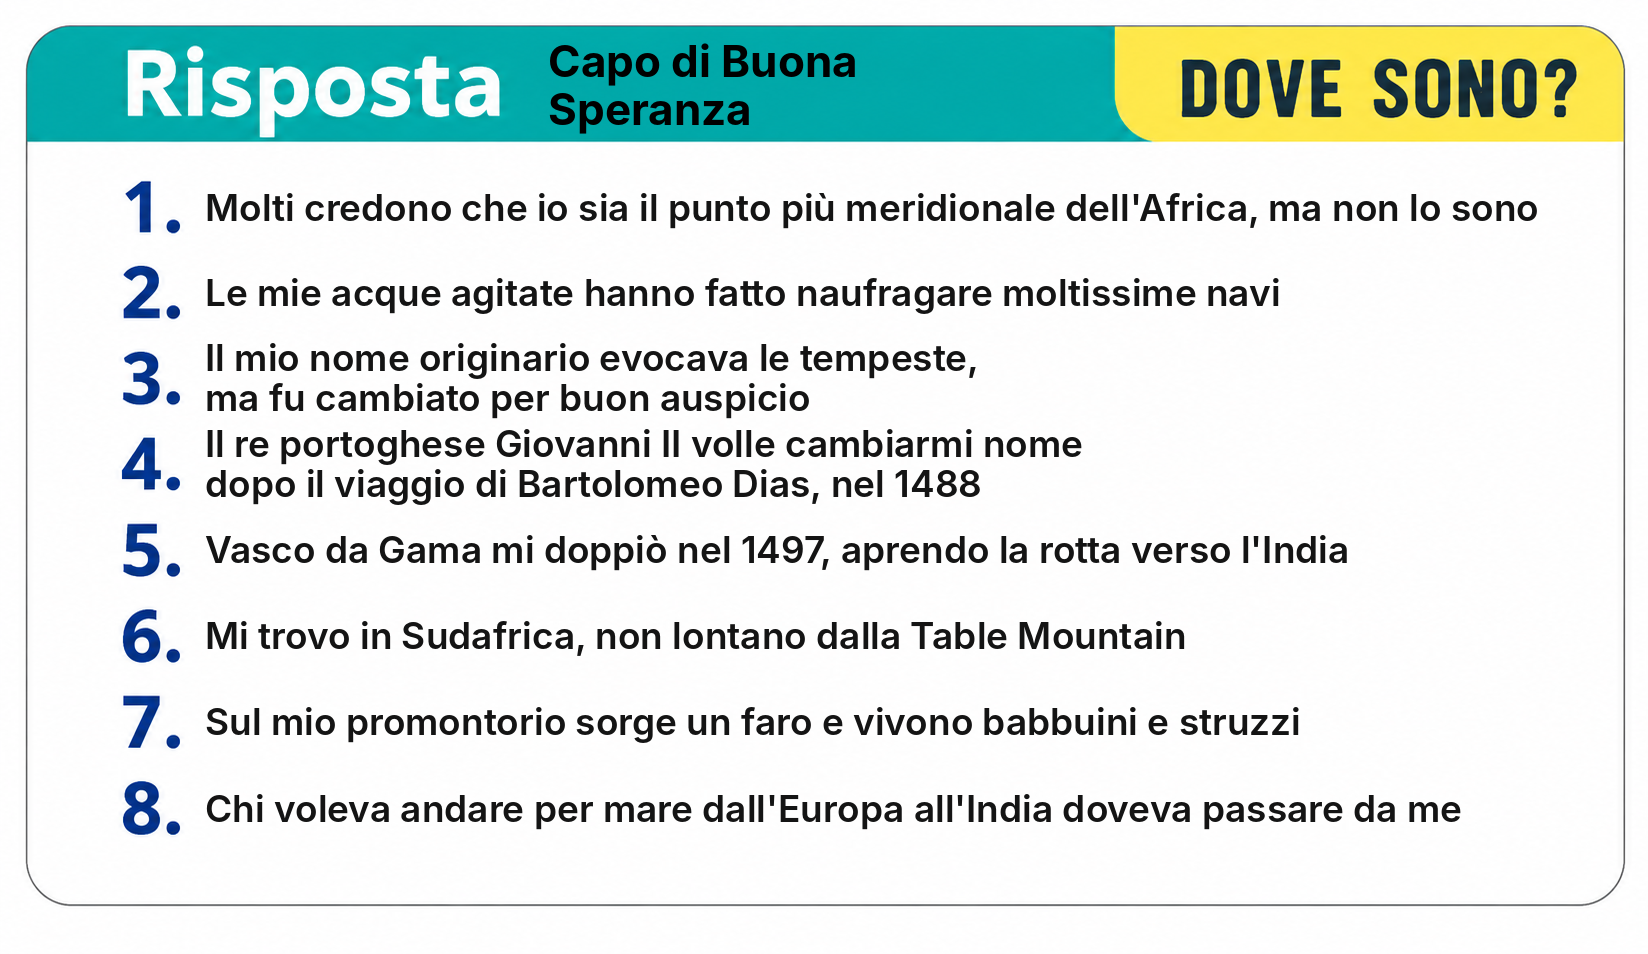 Risposta
Capo di Buona
Speranza
DOVE SONO?
1. Molti credono che io sia il punto più meridionale dell'Africa, ma non lo sono
2. Le mie acque agitate hanno fatto naufragare moltissime navi
3. Il mio nome originario evocava le tempeste,
ma fu cambiato per buon auspicio
4. Il re portoghese Giovanni II volle cambiarmi nome
dopo il viaggio di Bartolomeo Dias, nel 1488
5. Vasco da Gama mi doppiò nel 1497, aprendo la rotta verso l'India
6. Mi trovo in Sudafrica, non lontano dalla Table Mountain
7. Sul mio promontorio sorge un faro e vivono babbuini e struzzi
8. Chi voleva andare per mare dall'Europa all'India doveva passare da me